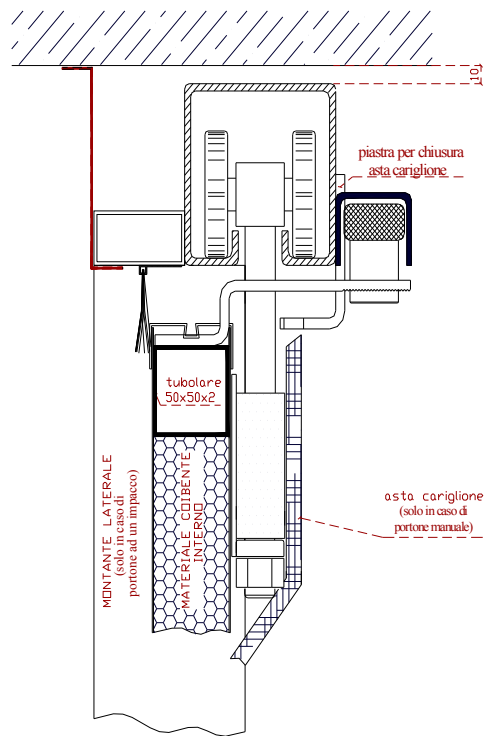 10
piastra per chiusura
asta cariglione
tubolare
50x50x2
MONTANTE LATERALE
(solo in caso di
portone ad un impacco)
MATERIALE COIBENTE
INTERNO
asta cariglione
(solo in caso di
portone manuale)